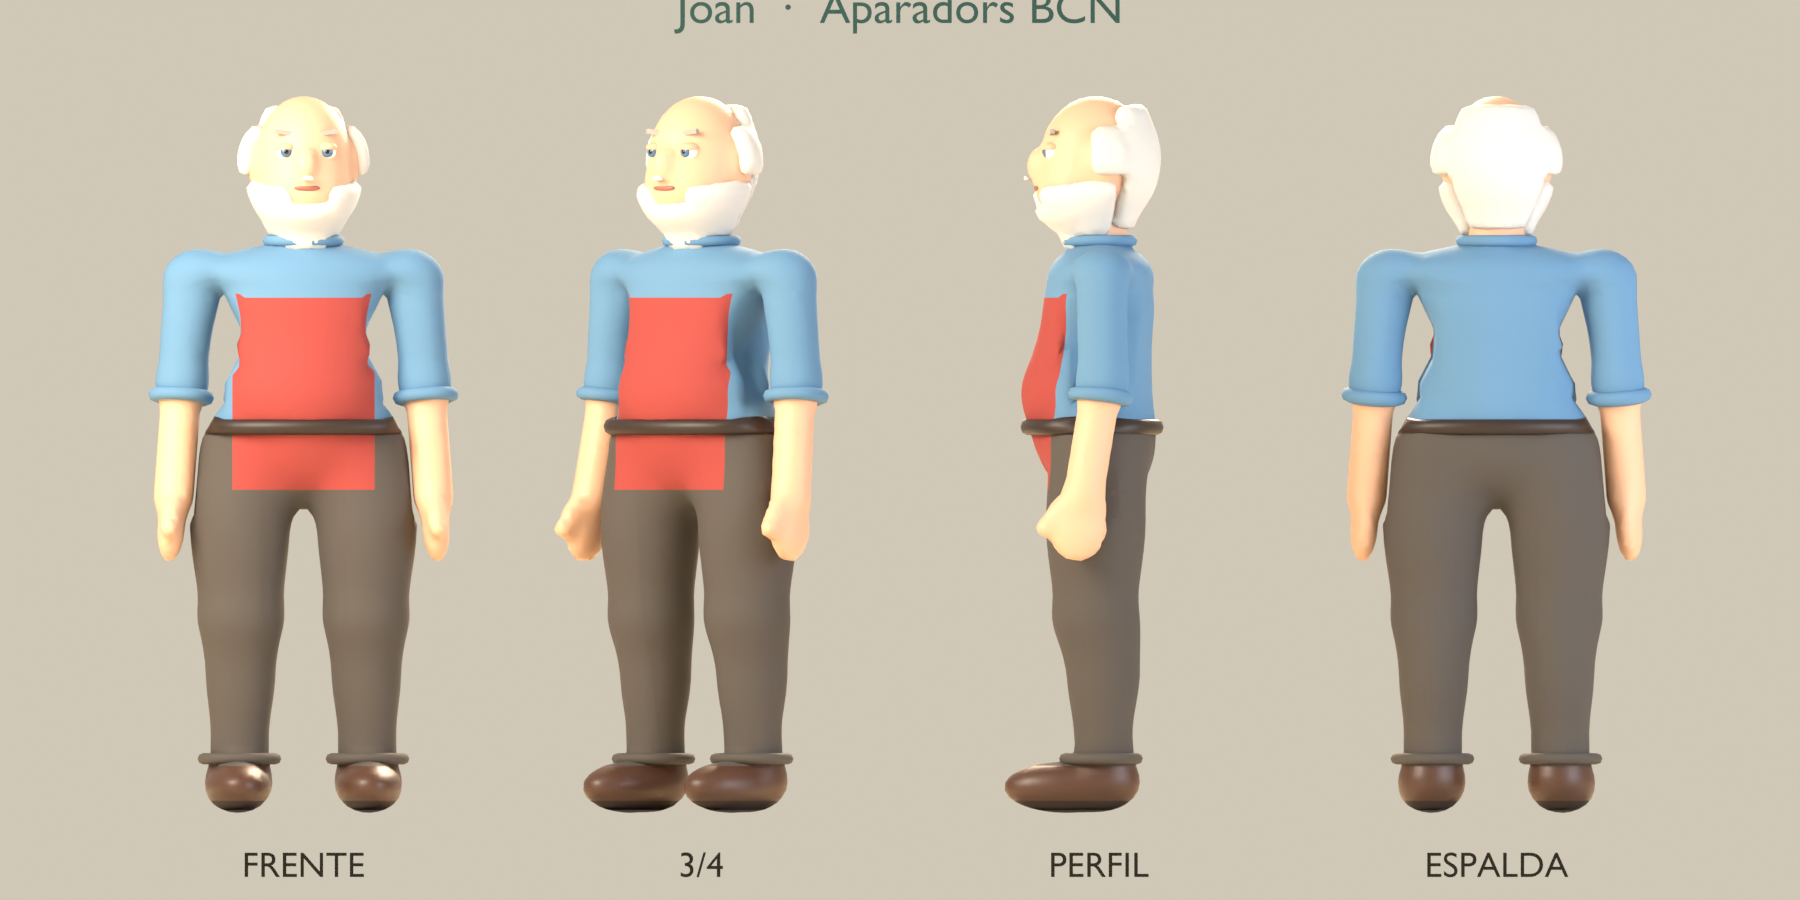 Joan · Aparadors BCN
FRENTE
3/4
PERFIL
ESPALDA